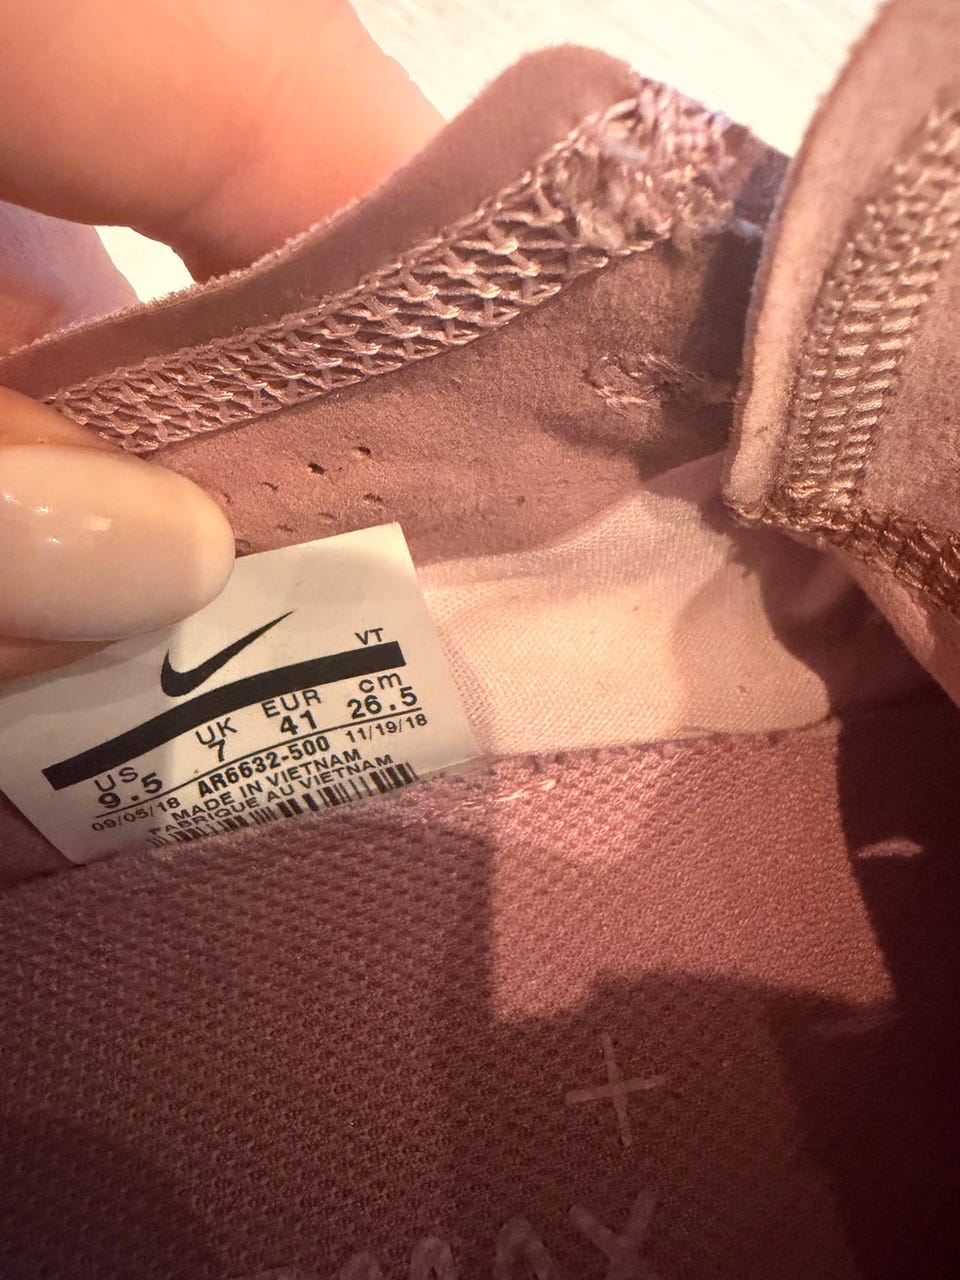 VT
US UK EUR cm
9.5 7 41 26.5
09/05/18 AR6632-500 11/19/18
MADE IN VIETNAM
FABRIQUE AU VIETNAM